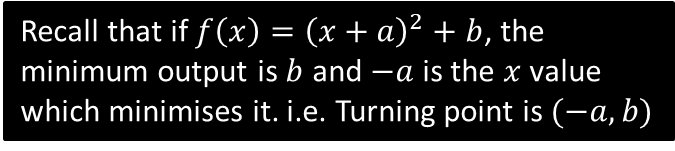 Recall that if f(x) = (x + a)² + b, the
minimum output is b and −a is the x value
which minimises it. i.e. Turning point is (−a, b)